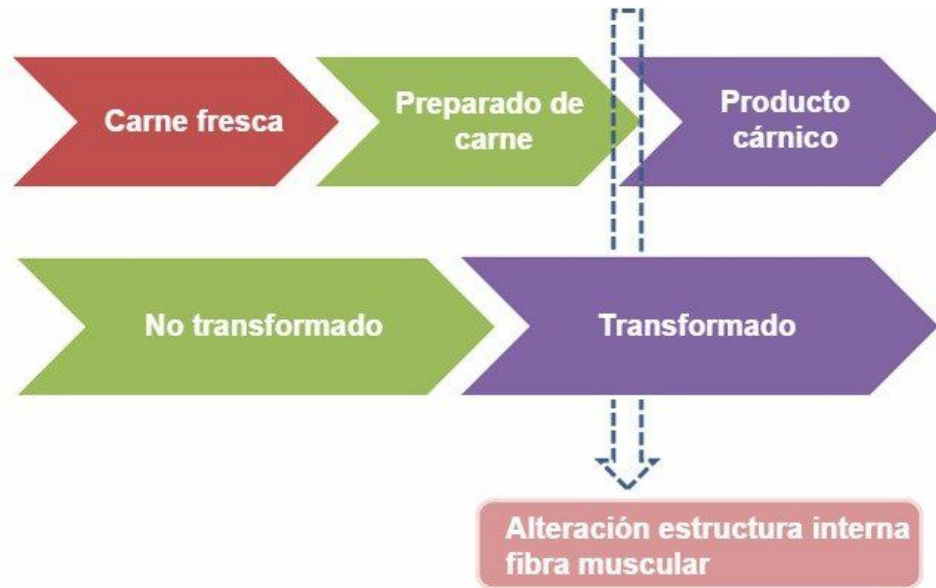 Carne fresca
Preparado de
carne
Producto
cárnico
No transformado
Transformado
Alteración estructura interna
fibra muscular